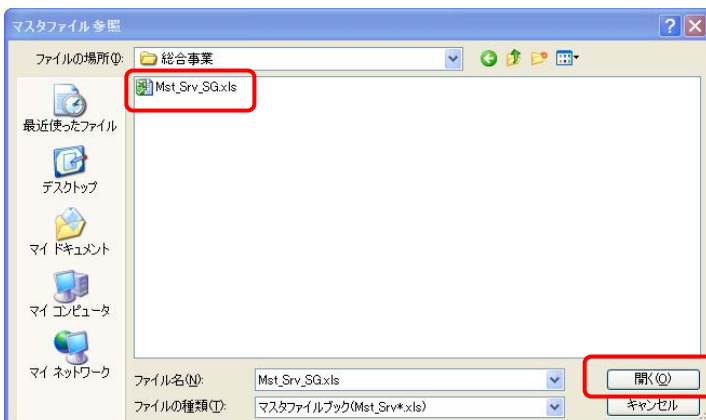 マスタファイル参照
ファイルの場所(I):
総合事業
Mst_Srv_SG.xls
最近使ったファイル
デスクトップ
マイ ドキュメント
マイ コンピュータ
マイ ネットワーク
ファイル名(N):
Mst_Srv_SG.xls
開く(O)
ファイルの種類(T):
マスタファイルブック(Mst_Srv*.xls)
キャンセル